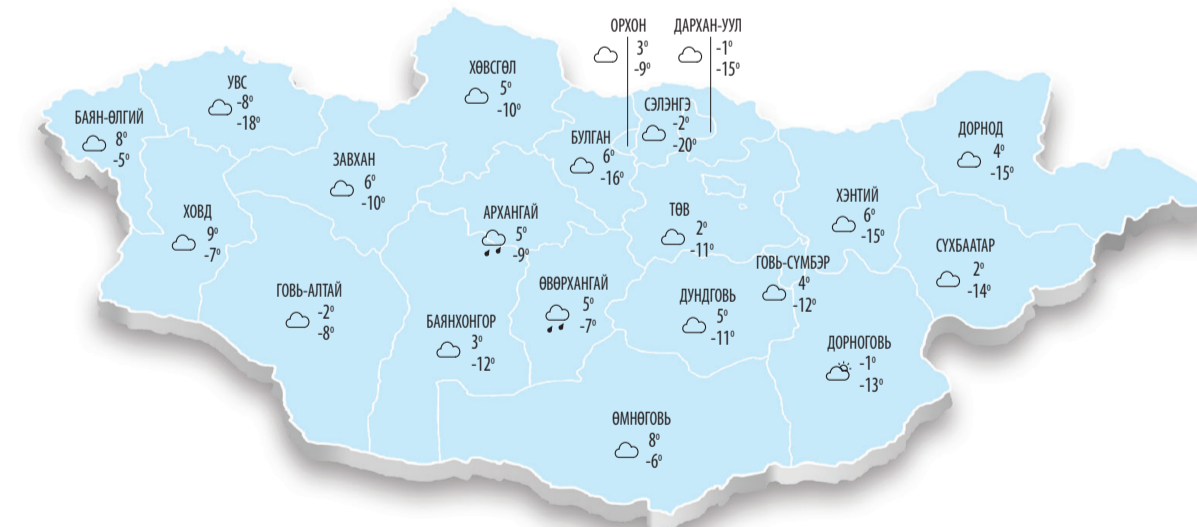 ОРХОН
3°
-9°
ДАРХАН-УУЛ
-1°
-15°
ХӨВСГӨЛ
5°
-10°
УВС
-8°
-18°
СЭЛЭНГЭ
-2°
-20°
БАЯН-ӨЛГИЙ
8°
-5°
ДОРНОД
4°
-15°
БУЛГАН
6°
-16°
ЗАВХАН
6°
-10°
ХЭНТИЙ
6°
-15°
ХОВД
9°
-7°
АРХАНГАЙ
5°
-9°
ТӨВ
2°
-11°
СҮХБААТАР
2°
-14°
ГОВЬ-СҮМБЭР
4°
-12°
ӨВӨРХАНГАЙ
5°
-7°
ГОВЬ-АЛТАЙ
-2°
-8°
ДУНДГОВЬ
5°
-11°
БАЯНХОНГОР
3°
-12°
ДОРНОГОВЬ
-1°
-13°
ӨМНӨГОВЬ
8°
-6°